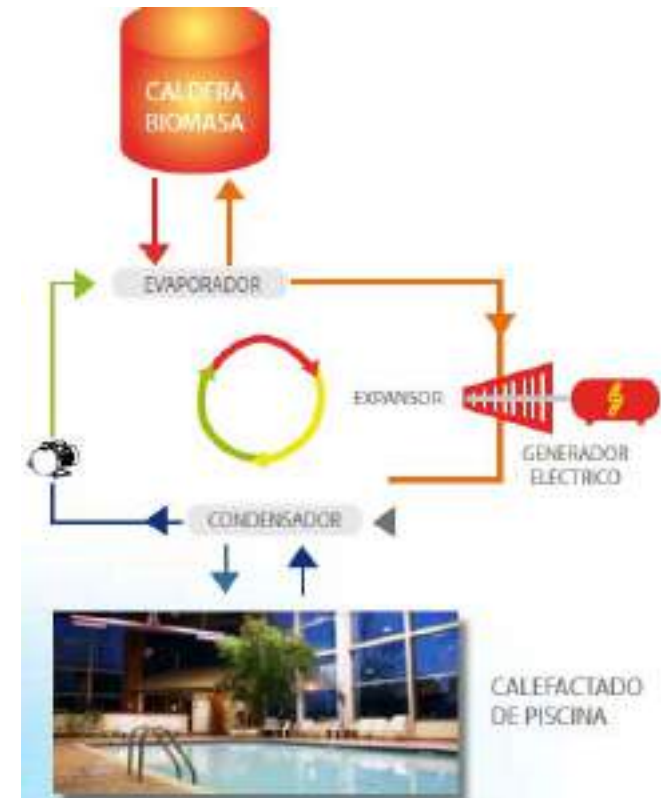 CALDERA
BIOMASA
EVAPORADOR
EXPANSOR
GENERADOR
ELÉCTRICO
CONDENSADOR
CALEFACTADO
DE PISCINA